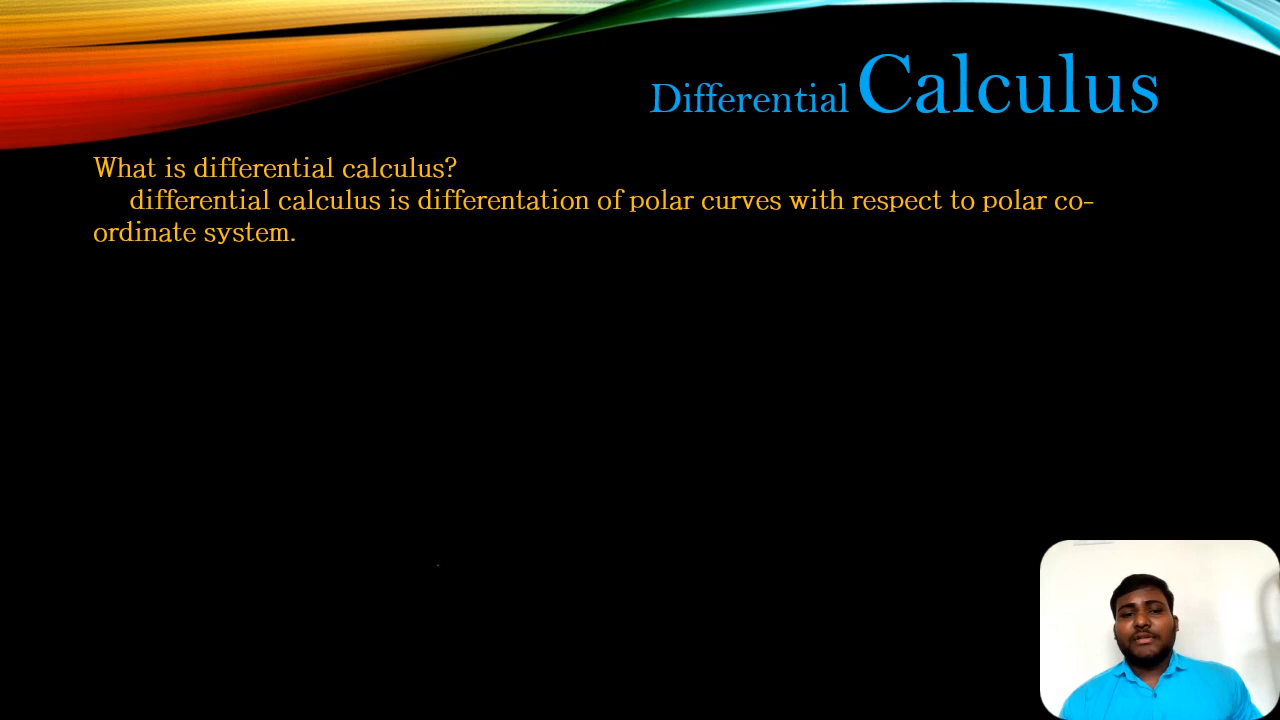 Differential Calculus
What is differential calculus?
differential calculus is differentation of polar curves with respect to polar co-
ordinate system.